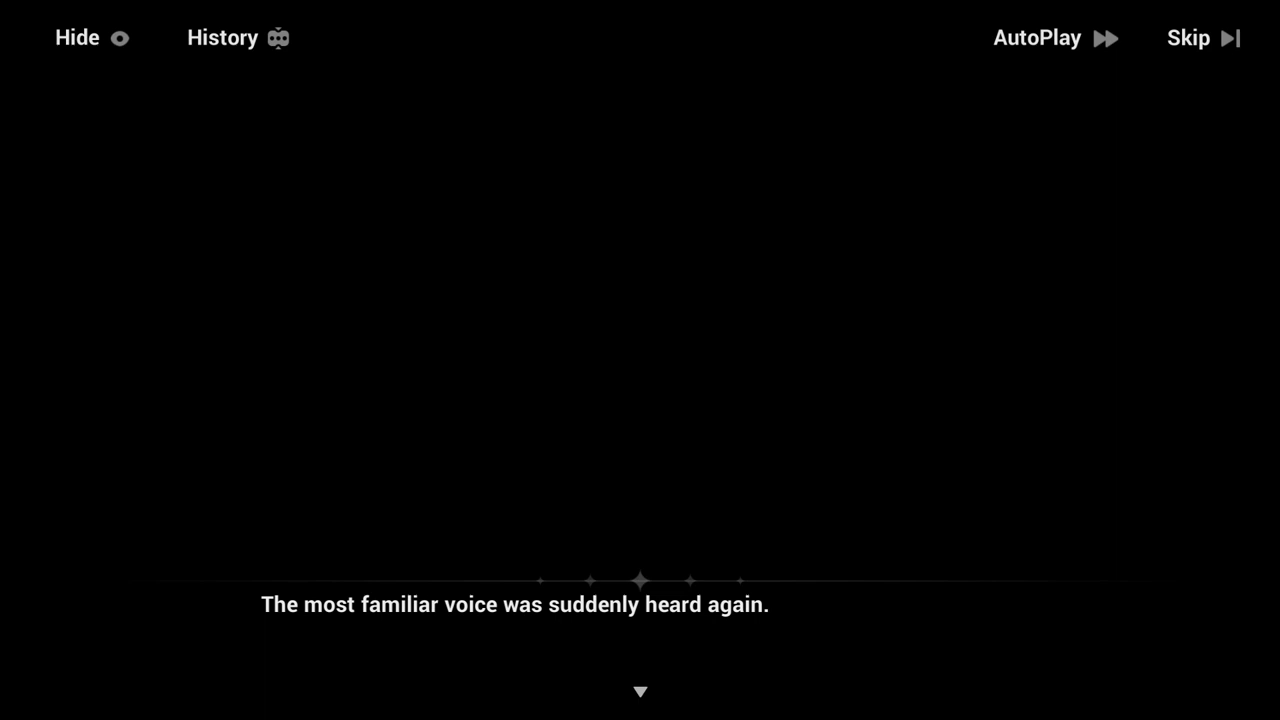 Hide
History
AutoPlay
Skip
The most familiar voice was suddenly heard again.